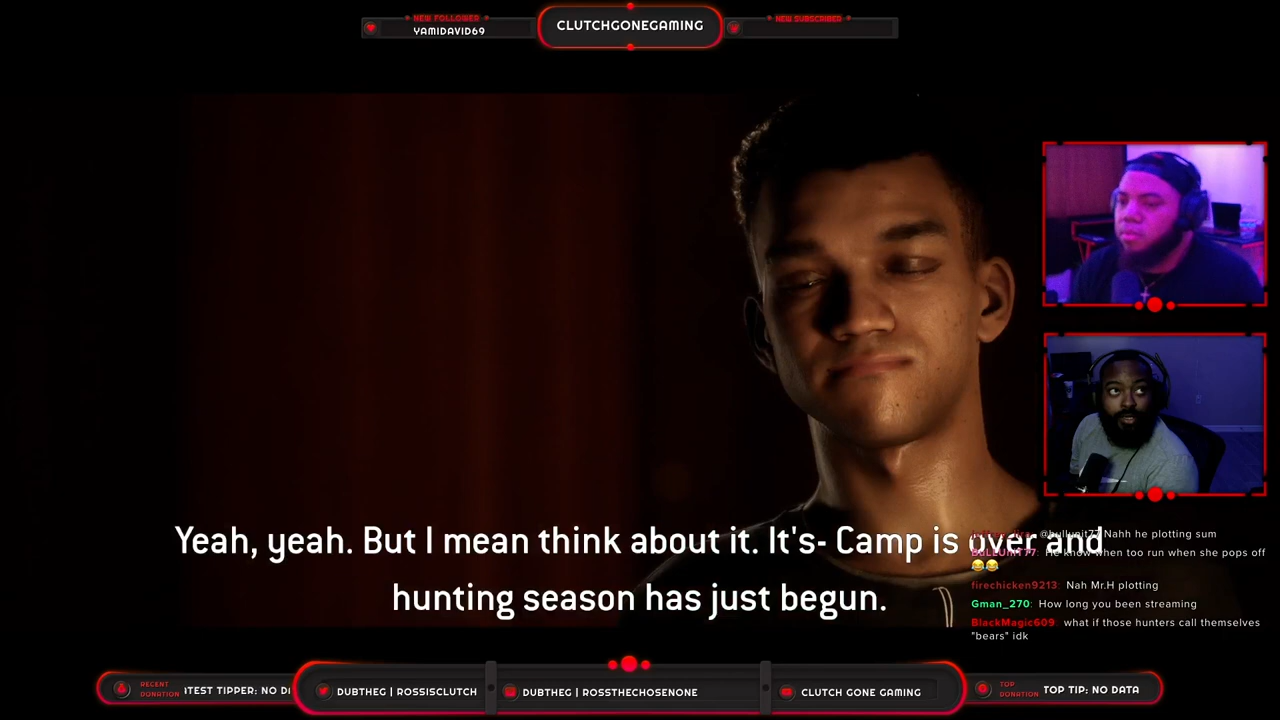 NEW FOLLOWER
YAMIDAVID69
CLUTCHGONEGAMING
NEW SUBSCRIBER
Yeah, yeah. But I mean think about it. It's- Camp is over and
hunting season has just begun.
@bullunit77 Nahh he plotting sum
BuLLUnIT777: He know when too run when she pops off
😂😂
firechicken9213: Nah Mr.H plotting
Gman_270: How long you been streaming
BlackMagic609: what if those hunters call themselves
"bears" idk
RECENT
DONATION
TEST TIPPER: NO D
DUBTHEG | ROSSISCLUTCH
DUBTHEG | ROSSTHECHOSENONE
CLUTCH GONE GAMING
TOP
DONATION
TOP TIP: NO DATA